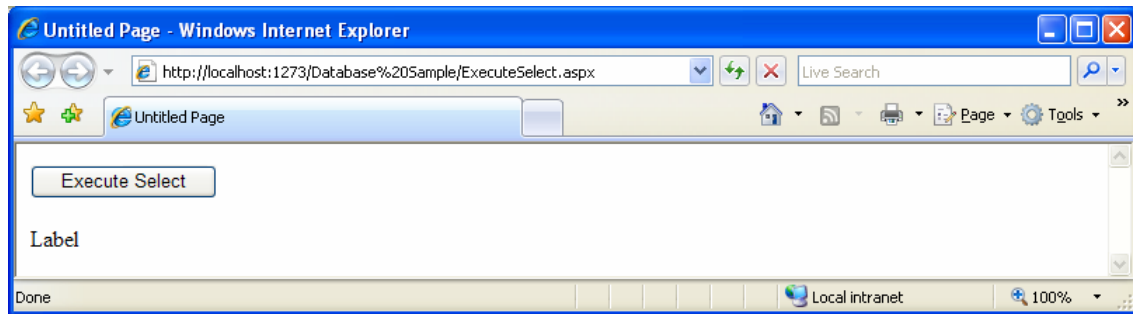 Untitled Page - Windows Internet Explorer
http://localhost:1273/Database%20Sample/ExecuteSelect.aspx
Live Search
Untitled Page
Page
Tools
»
Execute Select
Label
Done
Local intranet
100%